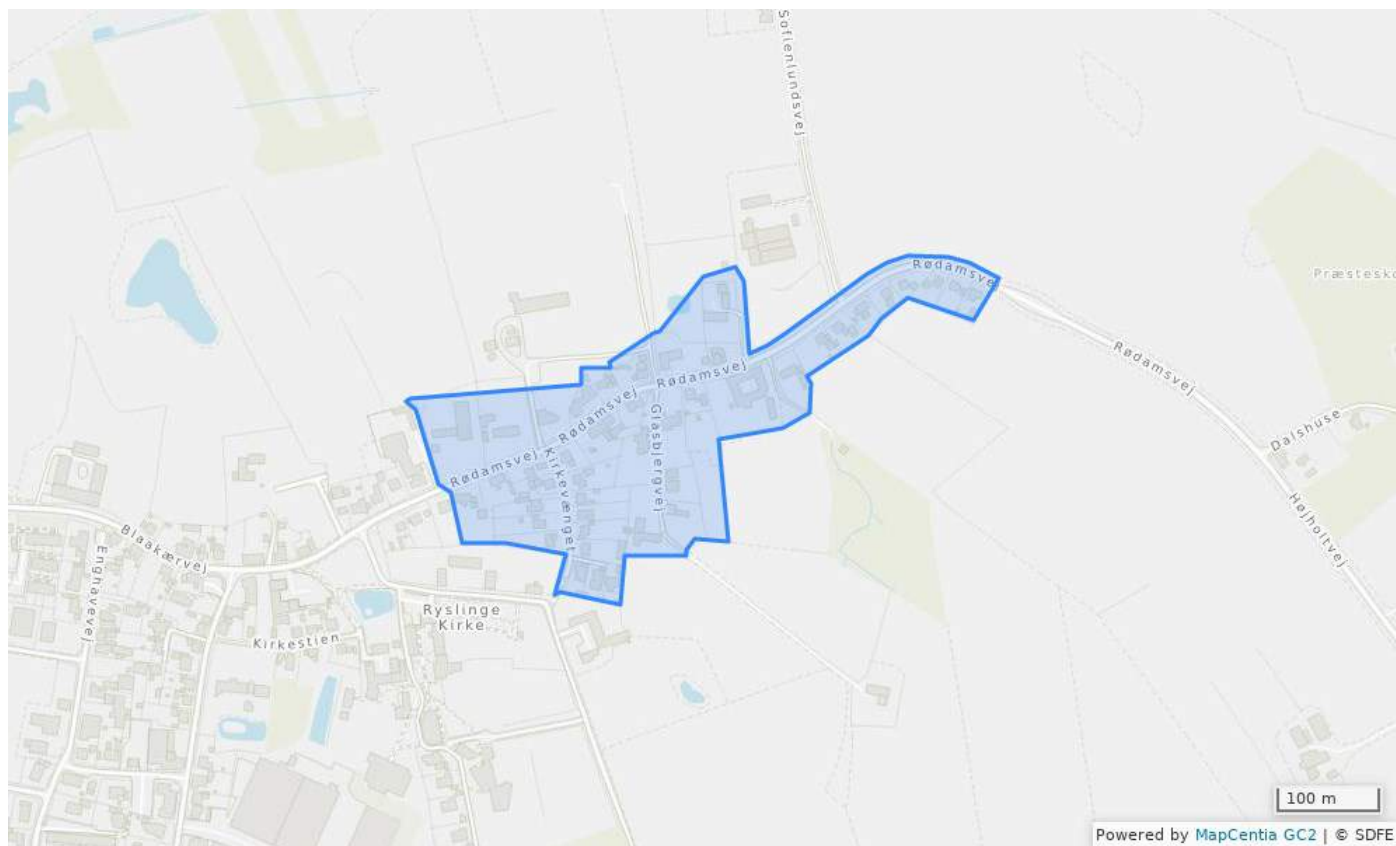 Sofienlundsvej
Rødamsvej
Præstesko
Rødamsvej
Rødamsvej
Rødamsvej
Dalshuse
Glasbjergvej
Rødamsvej
Kirkevænget
Højholtvej
Blaakærvej
Enghavevej
Ryslinge
Kirke
Kirkestien
100 m
Powered by MapCentia GC2 | © SDFE